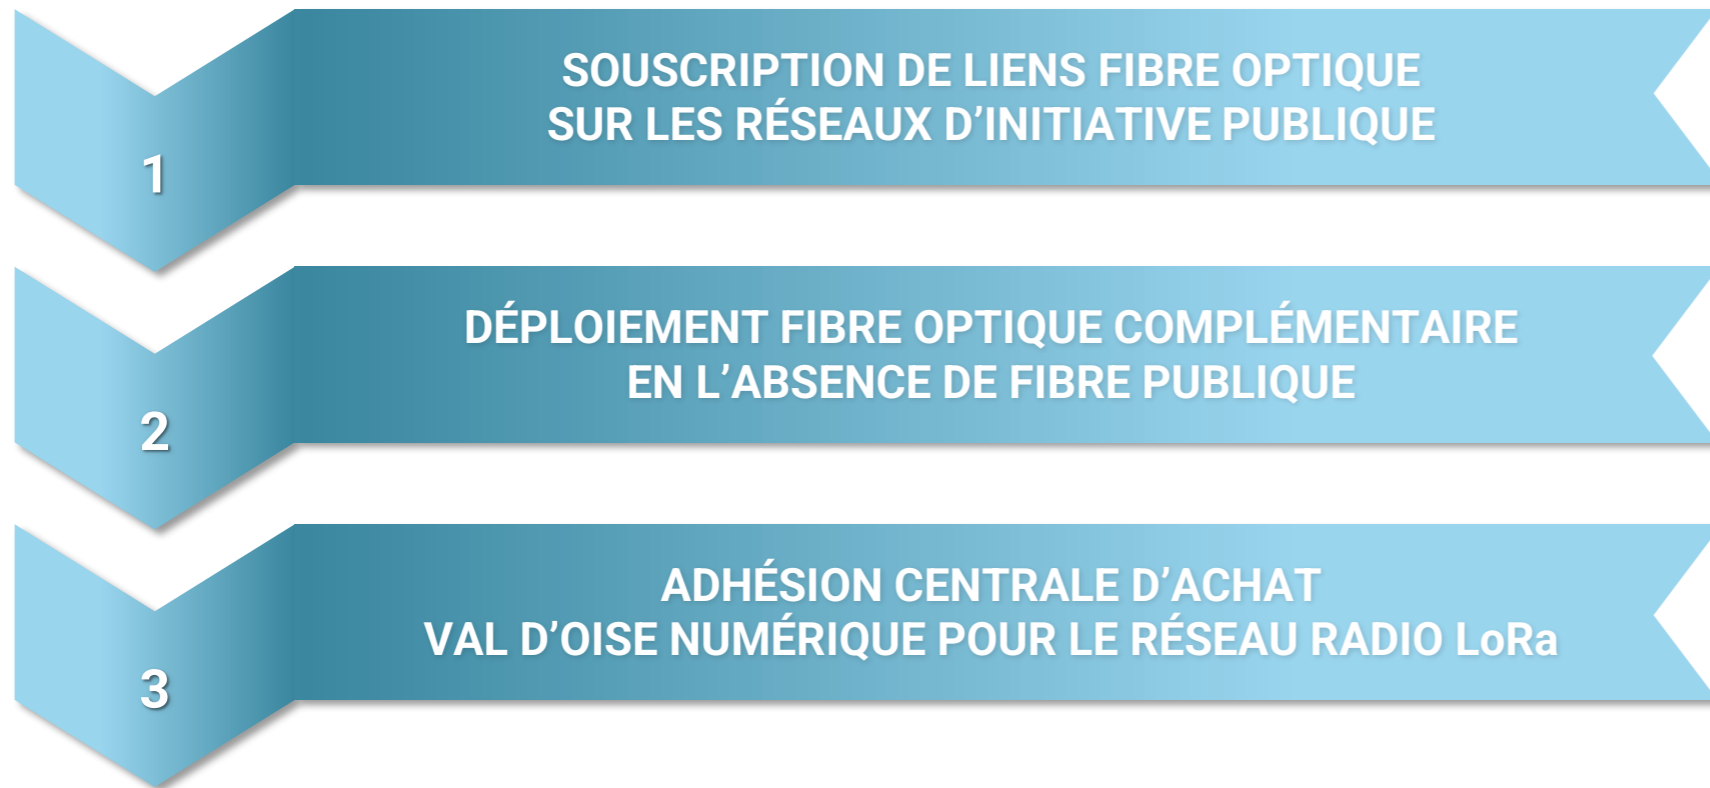 1
SOUSCRIPTION DE LIENS FIBRE OPTIQUE
SUR LES RÉSEAUX D’INITIATIVE PUBLIQUE
2
DÉPLOIEMENT FIBRE OPTIQUE COMPLÉMENTAIRE
EN L’ABSENCE DE FIBRE PUBLIQUE
3
ADHÉSION CENTRALE D’ACHAT
VAL D’OISE NUMÉRIQUE POUR LE RÉSEAU RADIO LoRa